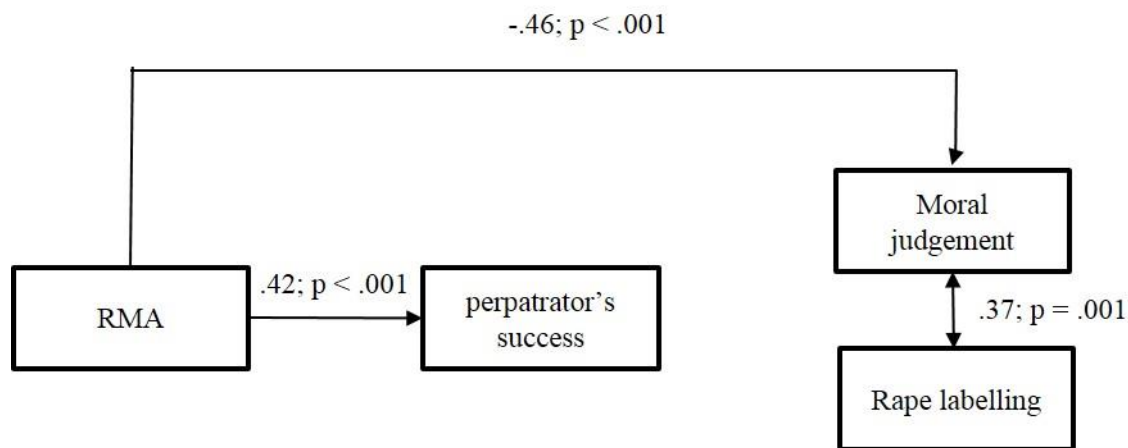 -.46; p < .001
Moral
judgement
.42; p < .001
RMA
perpatrator’s
success
.37; p = .001
Rape labelling